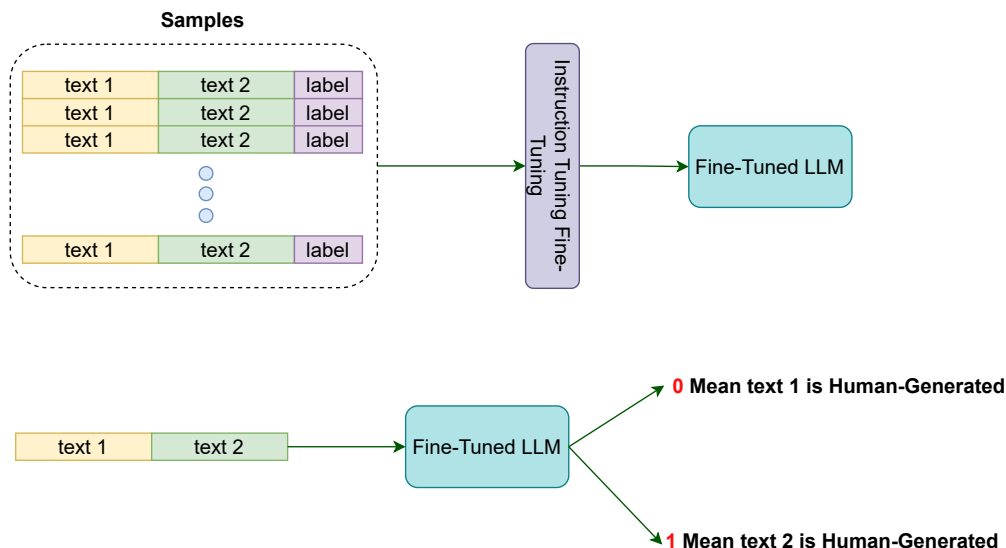 Samples
text 1 text 2 label
text 1 text 2 label
text 1 text 2 label
text 1 text 2 label
Instruction Tuning Fine-
Tuning
Fine-Tuned LLM
0 Mean text 1 is Human-Generated
text 1 text 2
Fine-Tuned LLM
1 Mean text 2 is Human-Generated